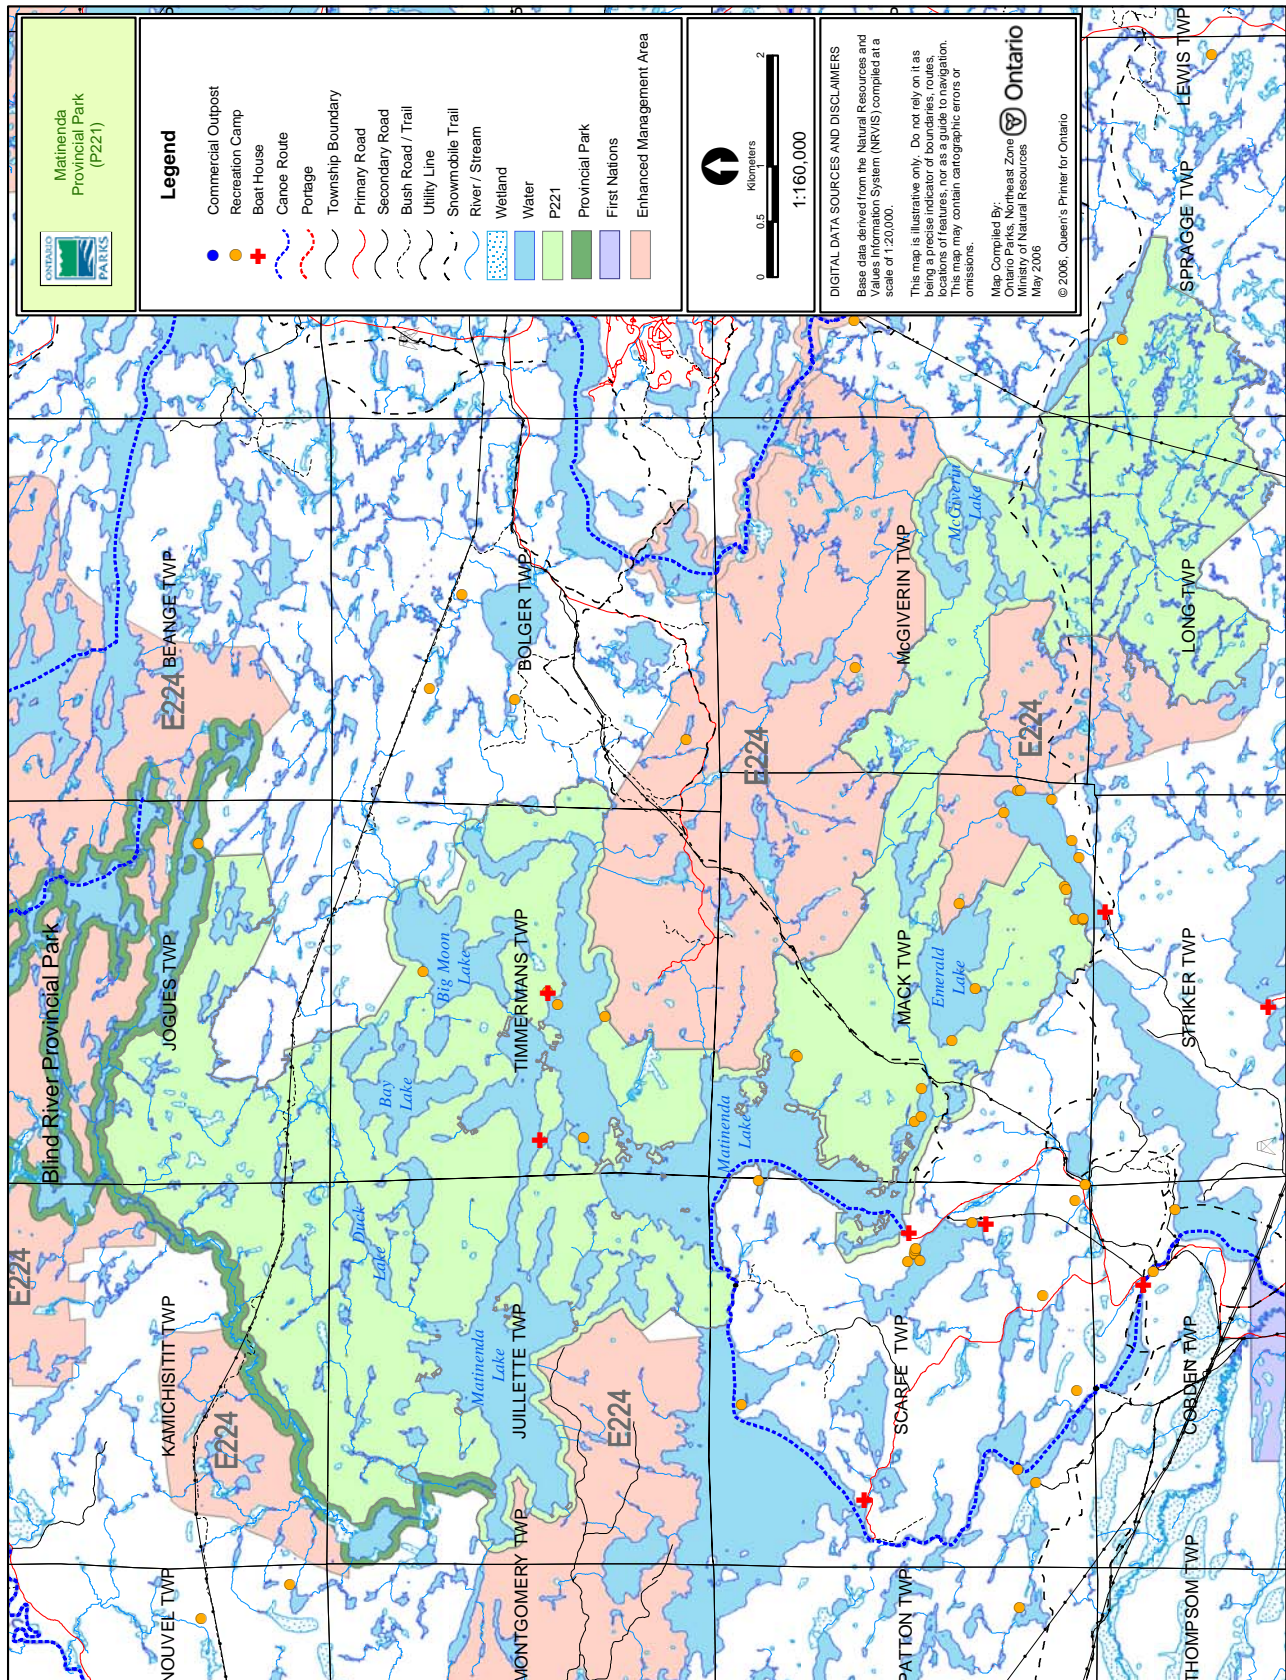 Matinenda
Provincial Park
(P221)
ONTARIO
PARKS
Legend
Commercial Outpost
Recreation Camp
Boat House
Canoe Route
Portage
Township Boundary
Primary Road
Secondary Road
Bush Road / Trail
Utility Line
Snowmobile Trail
River / Stream
Wetland
Water
P221
Provincial Park
First Nations
Enhanced Management Area
Kilometers
0 0.5 1 2
1:160,000
DIGITAL DATA SOURCES AND DISCLAIMERS
Base data derived from the Natural Resources and
Values Information System (NRVIS) compiled at a
scale of 1:20,000.
This map is illustrative only. Do not rely on it as
being a precise indicator of boundaries, routes,
locations of features, nor as a guide to navigation.
This map may contain cartographic errors or
omissions.
Map Compiled By:
Ontario Parks, Northeast Zone
Ministry of Natural Resources
May 2006
Ontario
© 2006, Queen's Printer for Ontario
Blind River Provincial Park
E224
KAMICHISITIT TWP
E224
NOUVEL TWP
JOGUES TWP
E224
BEANGE TWP
Duck
Lake
Bay
Lake
Big Moon
Lake
Matinenda
Lake
MONTGOMERY TWP
JUILLETTE TWP
TIMMERMANS TWP
BOLGER TWP
E224
Matinenda
Lake
E224
PATTON TWP
SCARFE TWP
MACK TWP
McGIVERIN TWP
Emerald
Lake
McGiverin
Lake
E224
THOMPSOM TWP
COBDEN TWP
STRIKER TWP
LONG TWP
SPRAGGE TWP
LEWIS TWP